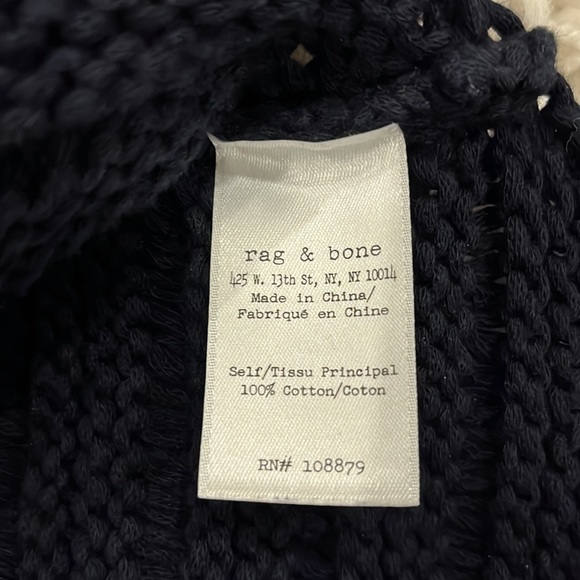 rag & bone
425 W. 13th St, NY, NY 10014
Made in China/
Fabriqué en Chine
Self/Tissu Principal
100% Cotton/Coton
RN# 108879